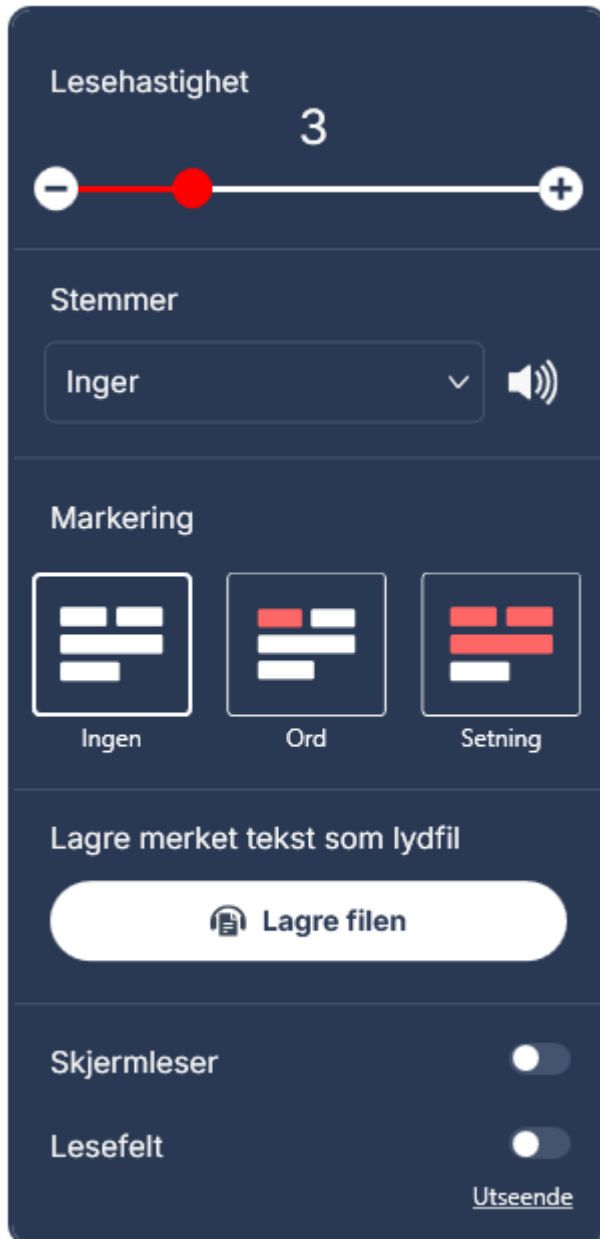 Lesehastighet
3
Stemmer
Inger
Markering
Ingen Ord Setning
Lagre merket tekst som lydfil
Lagre filen
Skjermleser
Lesefelt
Utseende